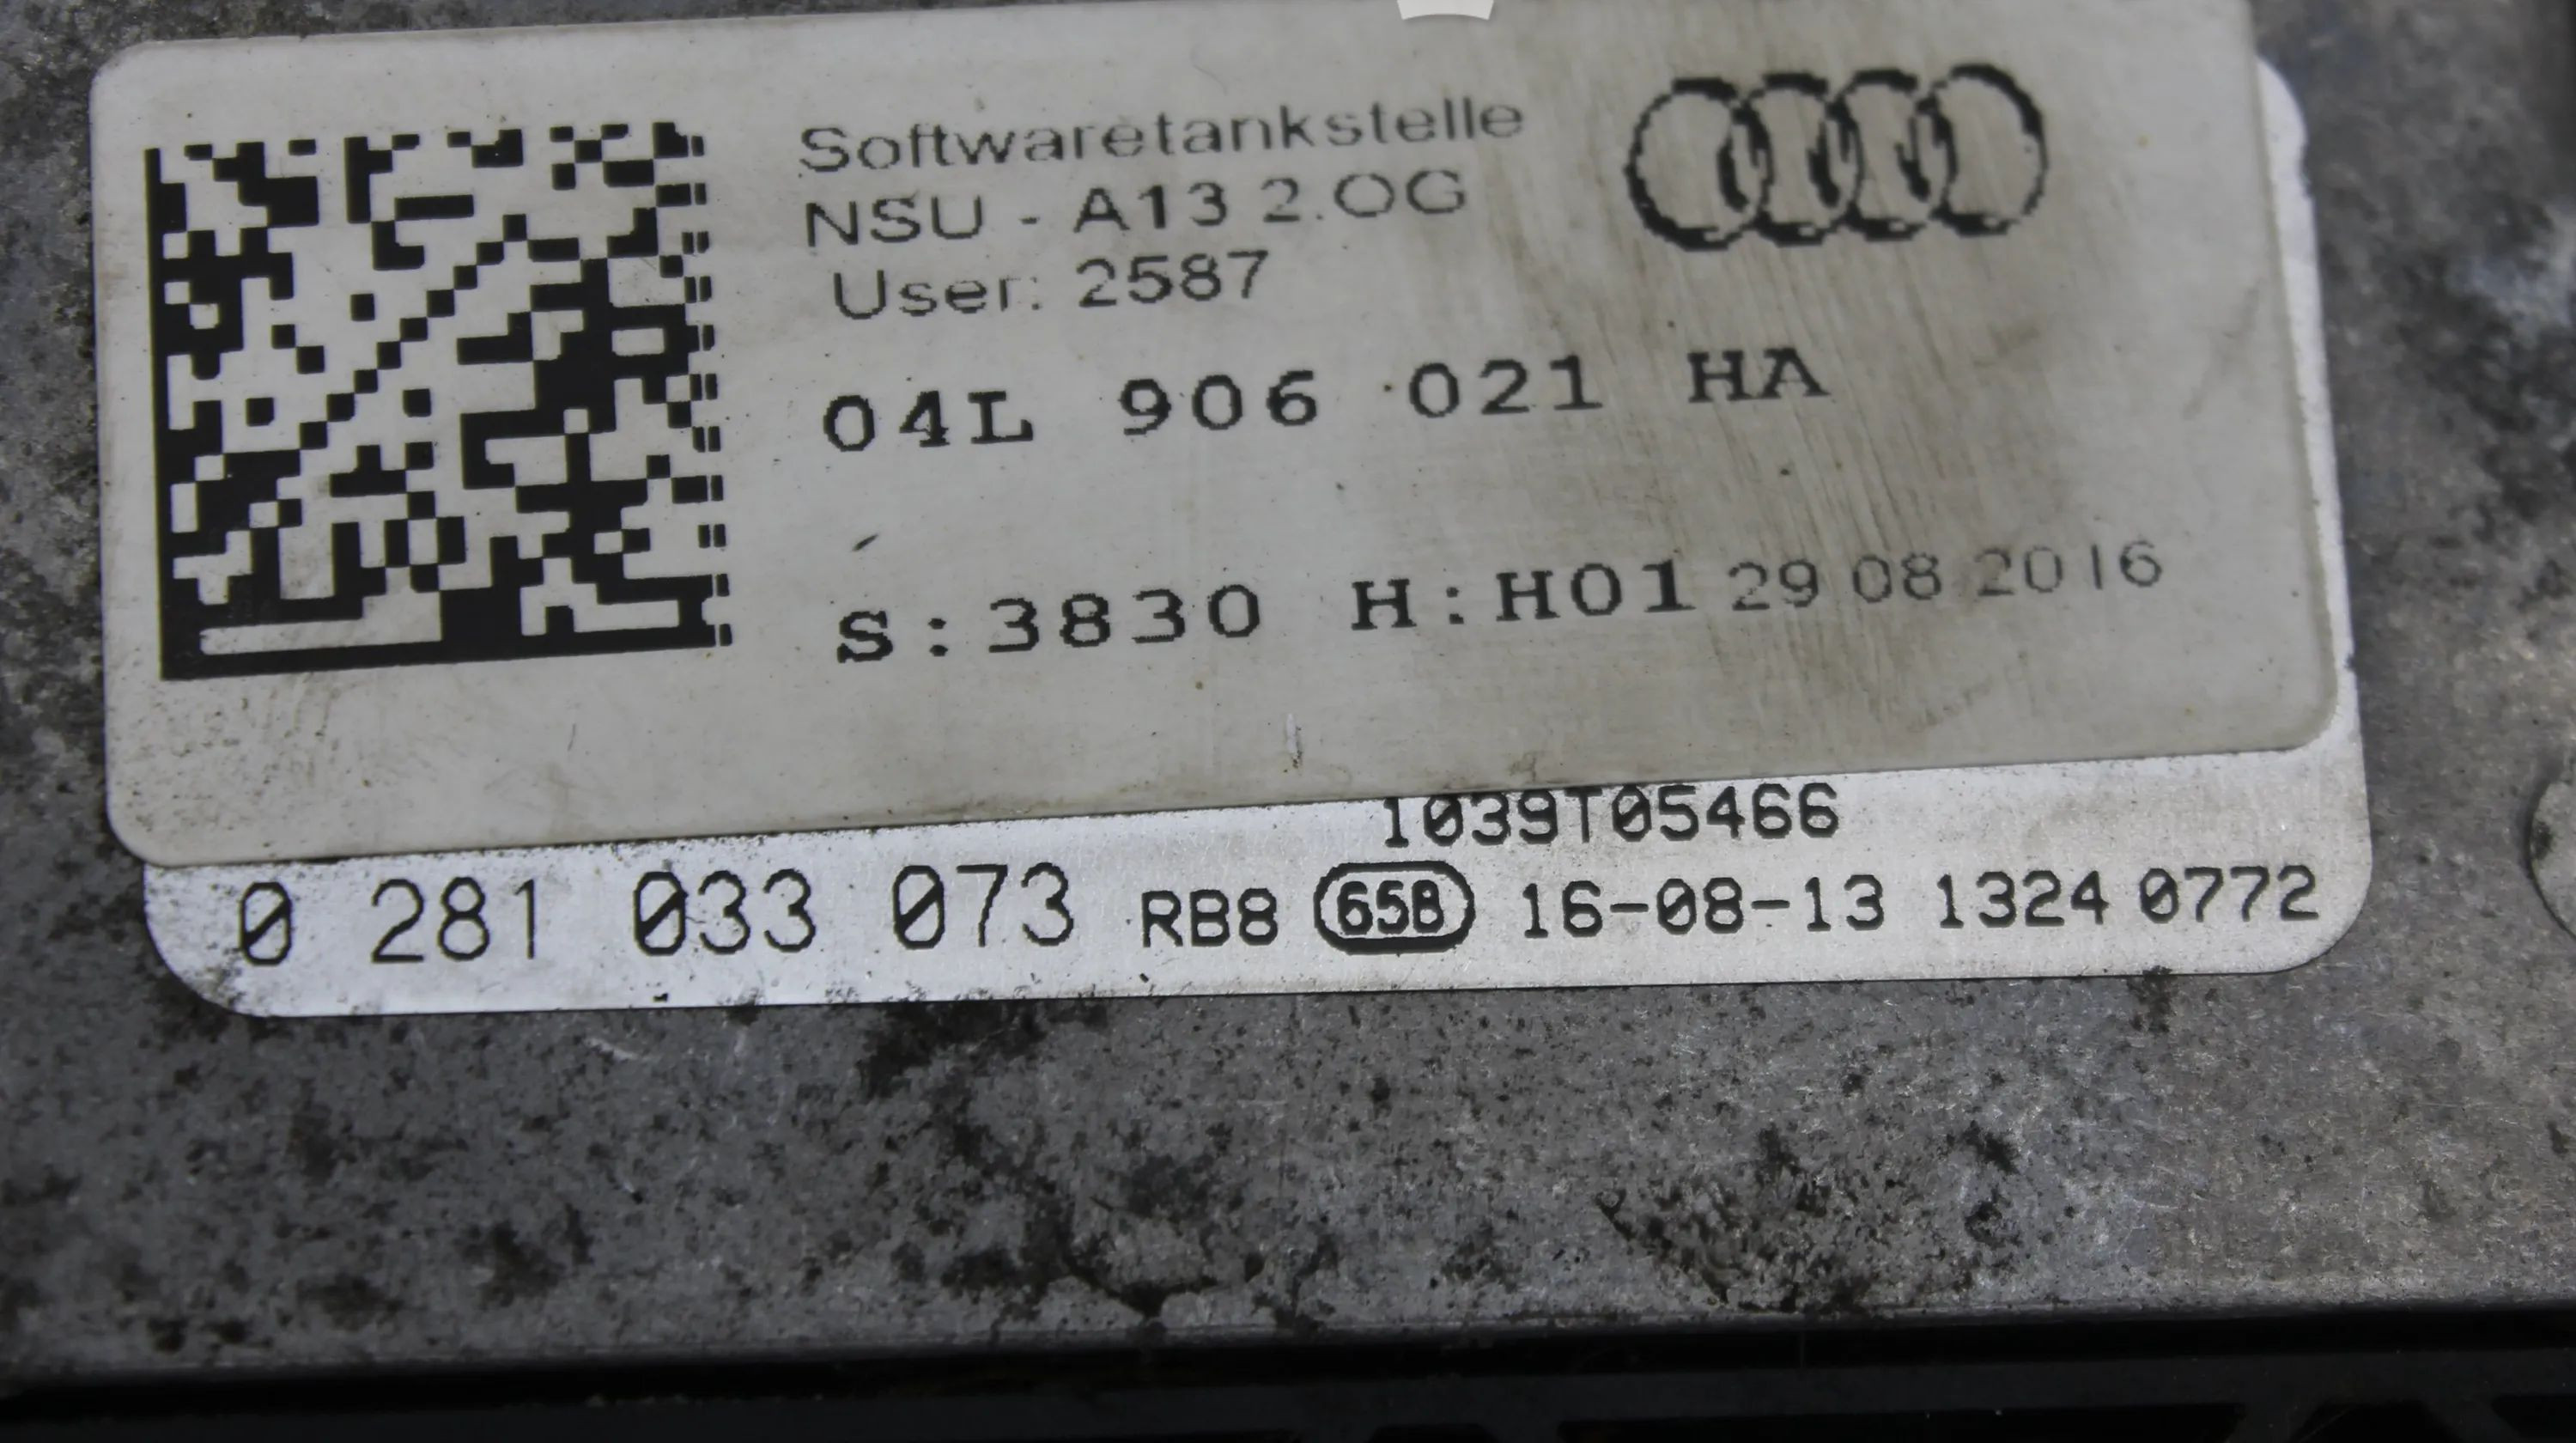 Softwaretankstelle
NSU - A13 2.OG
User: 2587
04L 906 021 HA
S:3830 H:H01 29 08 2016
1039T05466
0 281 033 073 RB8 65B 16-08-13 1324 0772